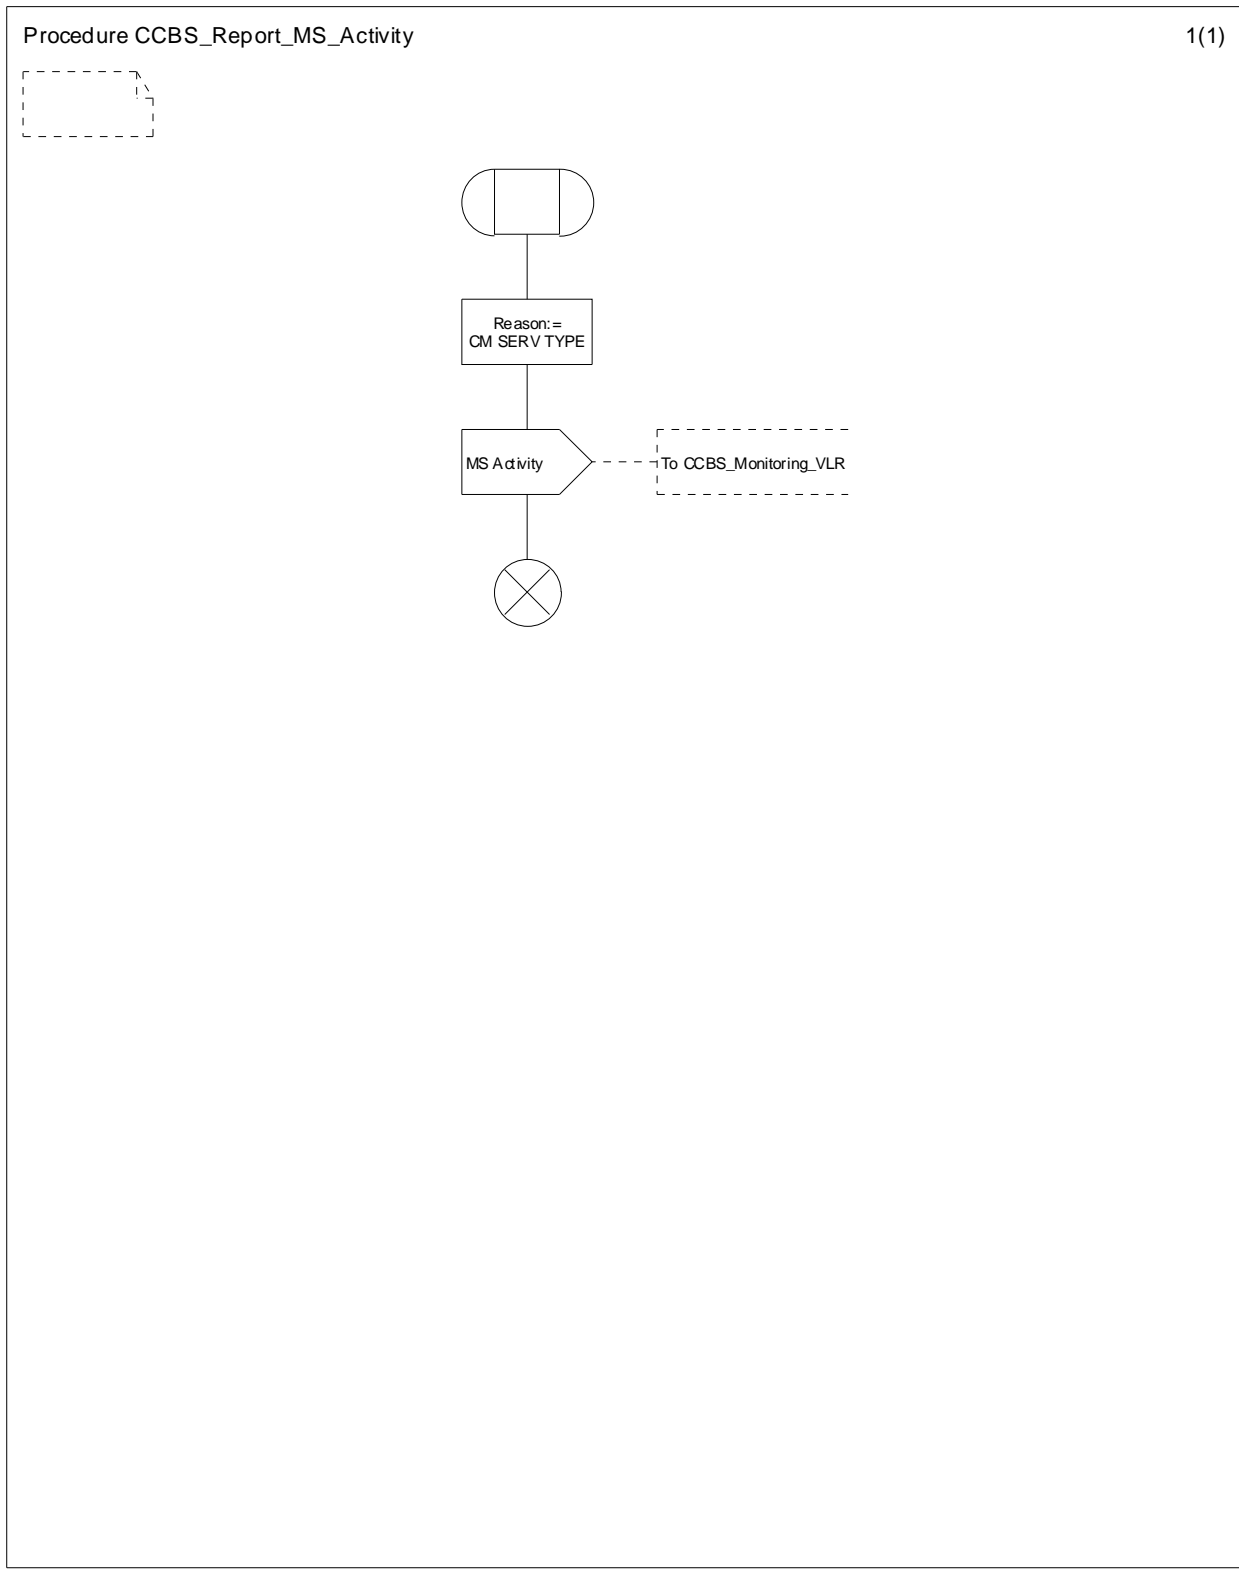 Procedure CCBS_Report_MS_Activity
1(1)
Reason:=
CM SERV TYPE
MS Activity
To CCBS_Monitoring_VLR